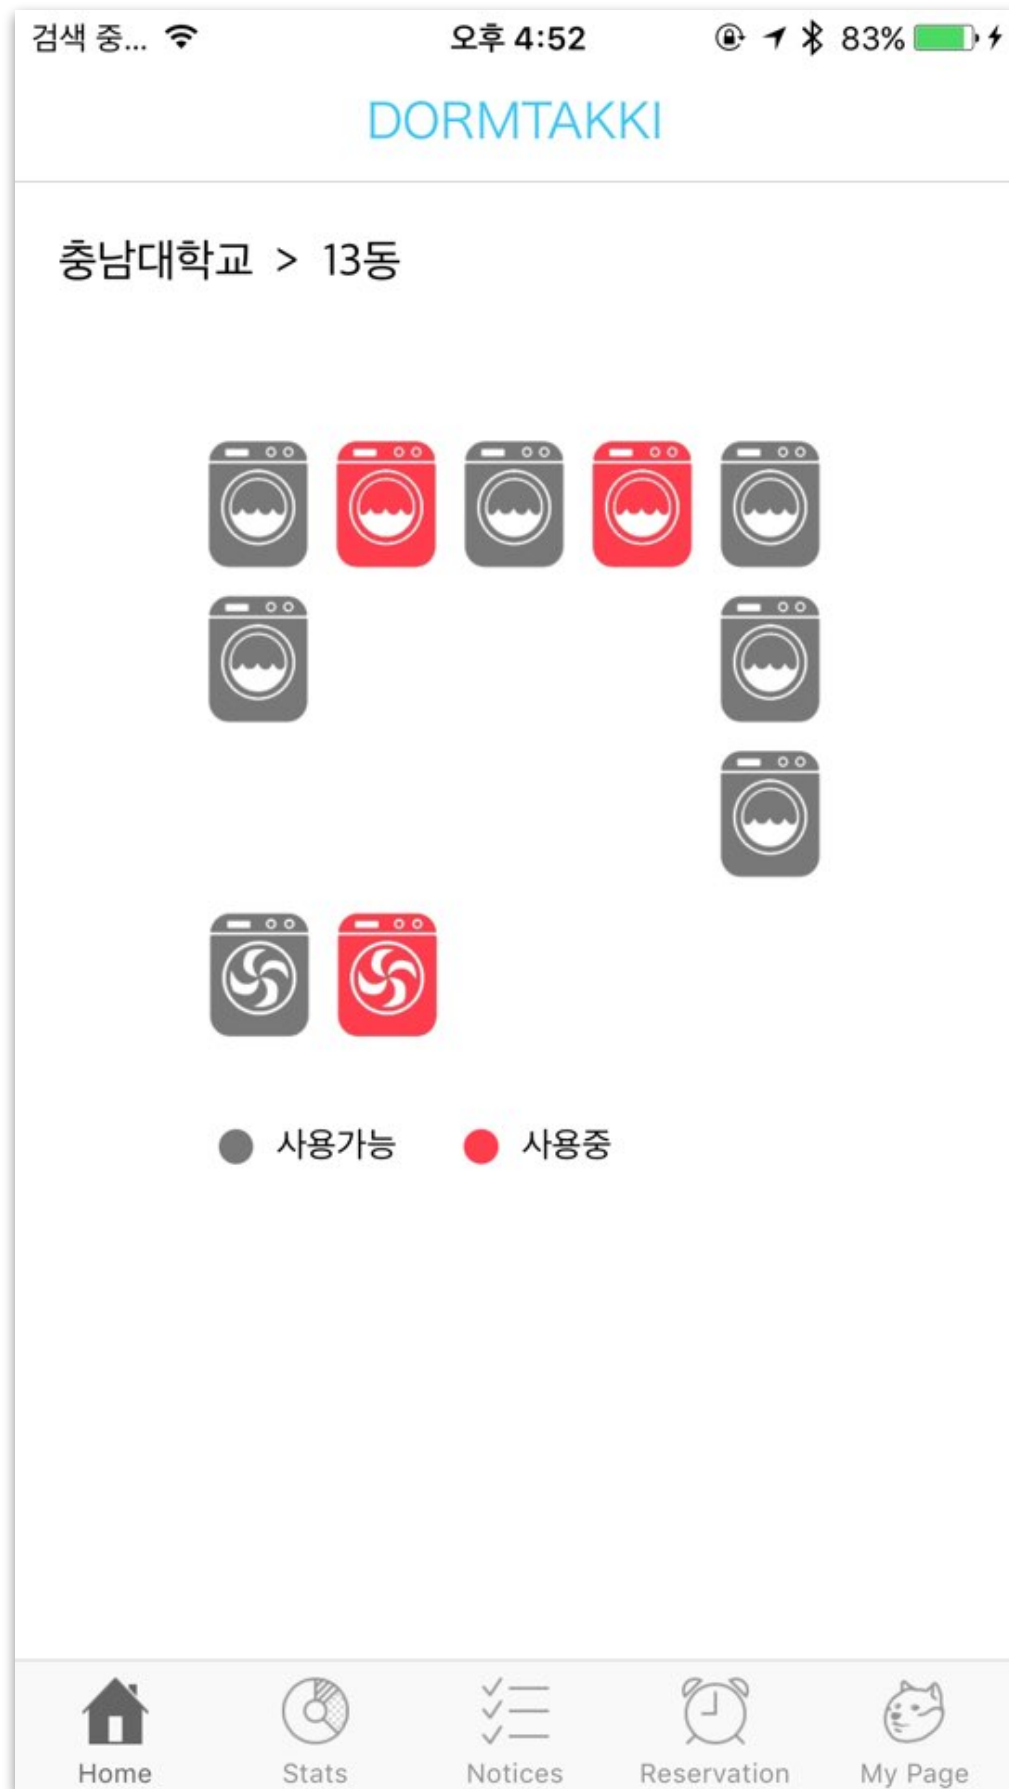 검색 중... 오후 4:52 83%
DORMTAKKI
충남대학교 > 13동
사용가능 사용중
Home Stats Notices Reservation My Page